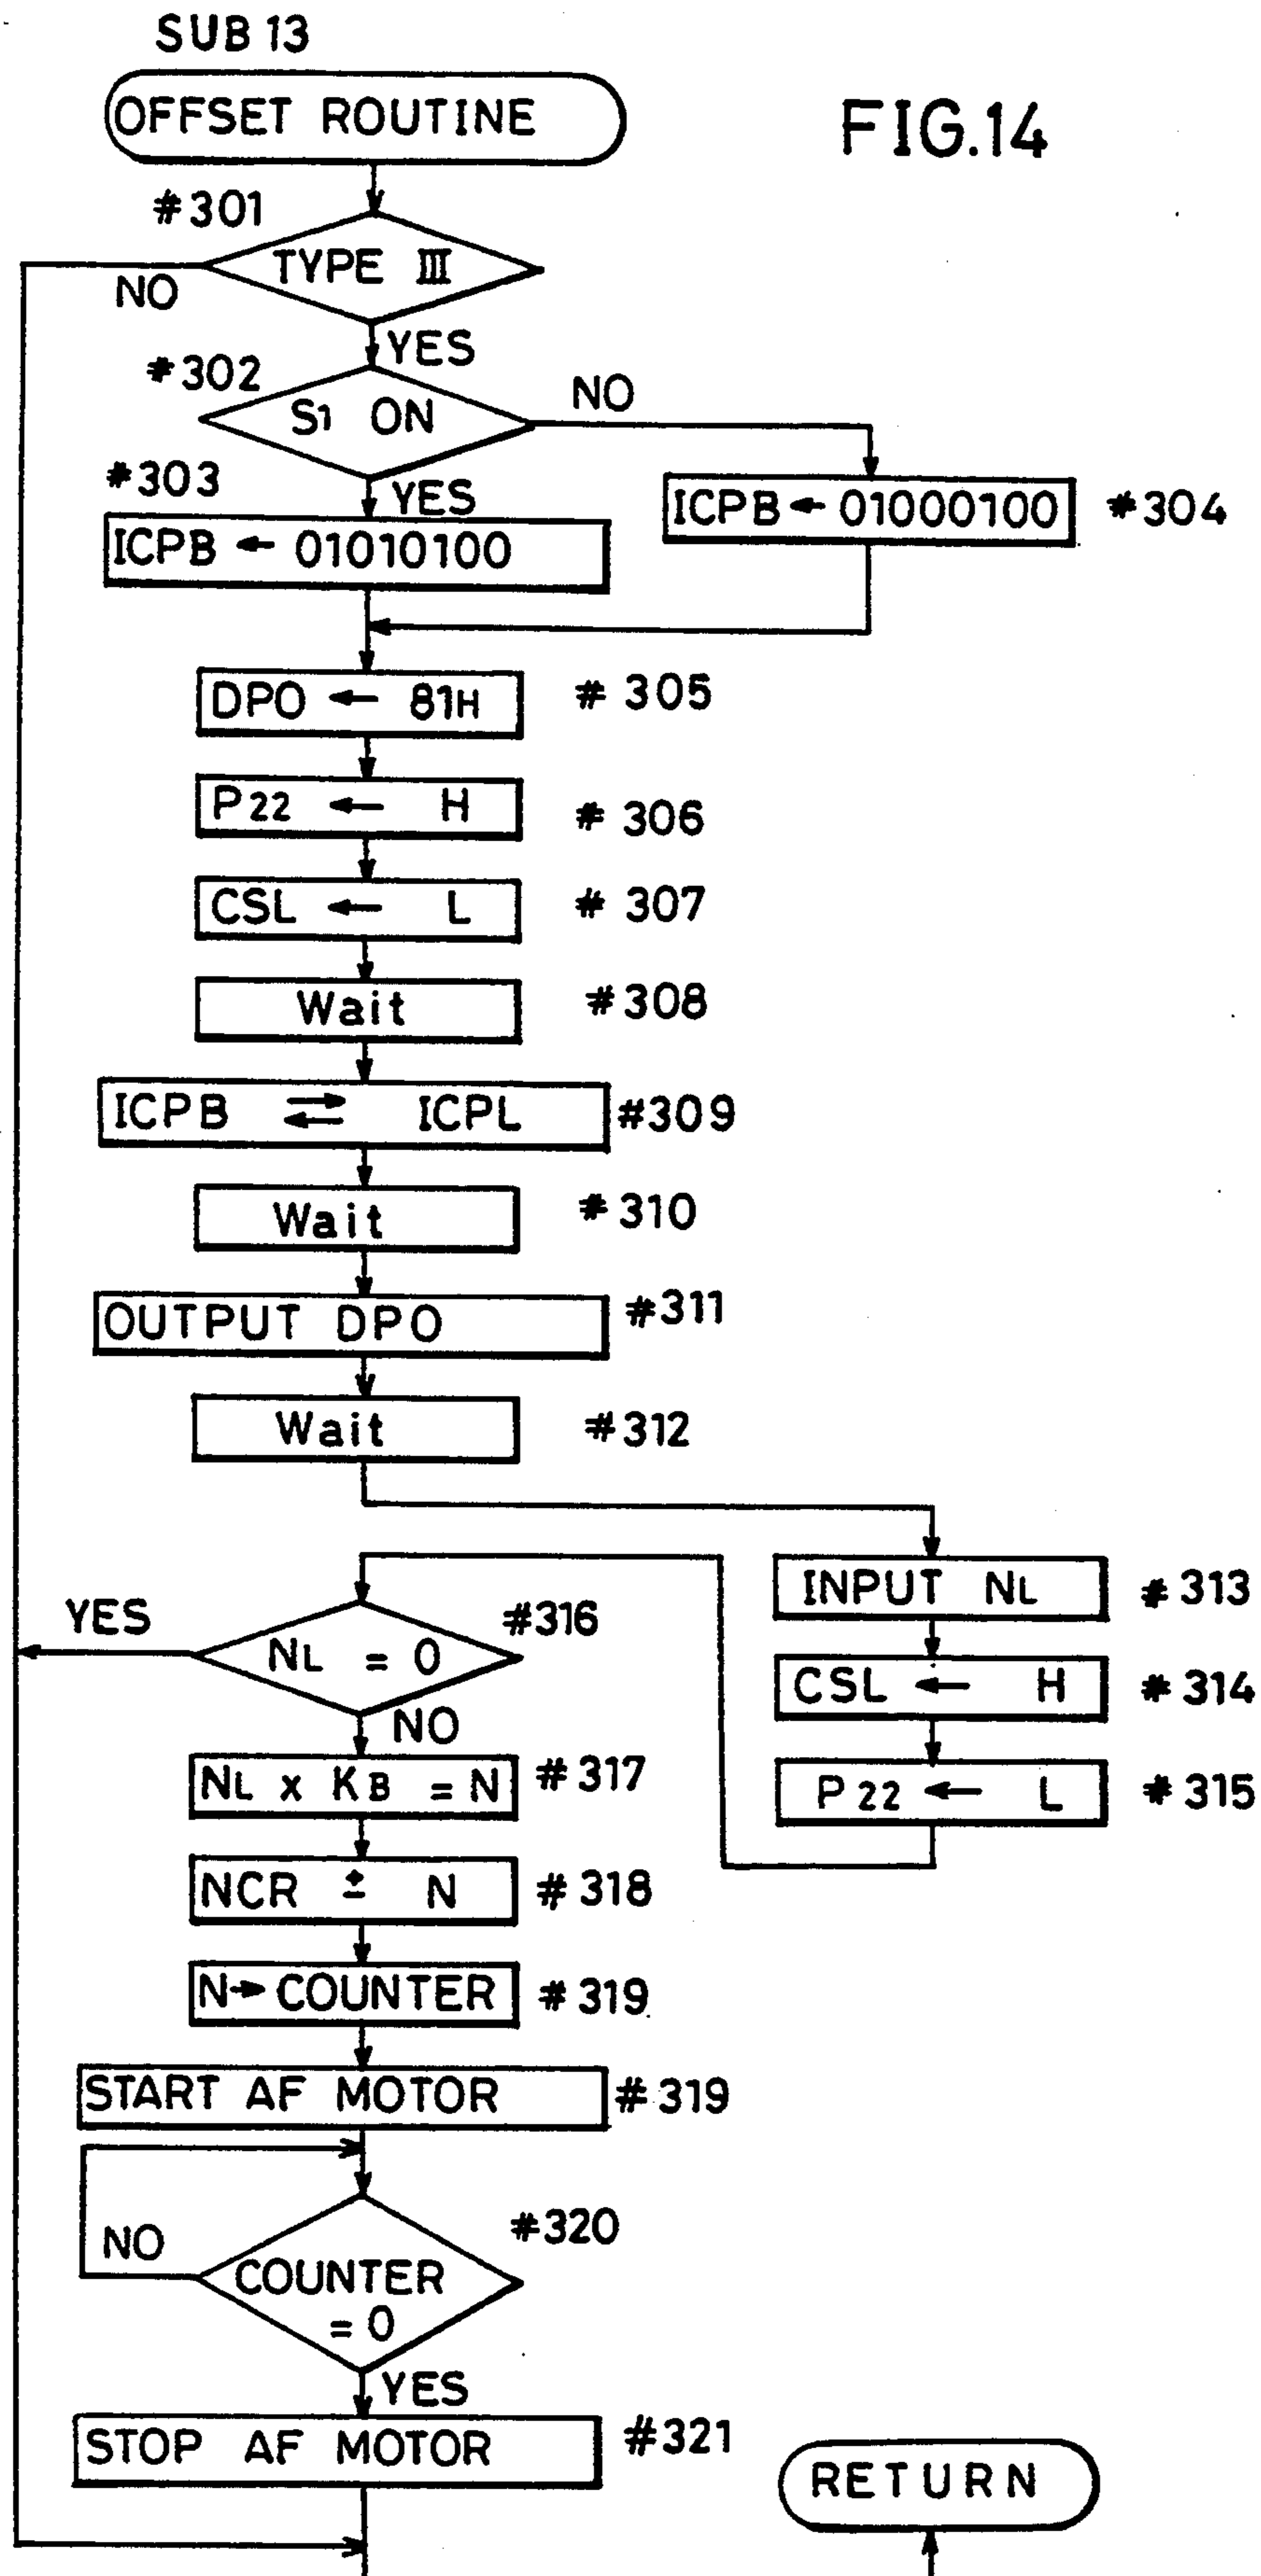 SUB 13
OFFSET ROUTINE
FIG.14
#301
TYPE III
NO
YES
#302
S1 ON
NO
#303
YES
ICPB ← 01010100
ICPB ← 01000100
#304
DPO ← 81H
# 305
P22 ← H
# 306
CSL ← L
# 307
Wait
#308
ICPB ⇄ ICPL
#309
Wait
#310
OUTPUT DPO
#311
Wait
#312
INPUT NL
# 313
CSL ← H
# 314
P22 ← L
# 315
YES
#316
NL = 0
NO
NL x KB = N
# 317
NCR ± N
# 318
N→ COUNTER
# 319
START AF MOTOR
#319
NO
#320
COUNTER
= 0
YES
STOP AF MOTOR
#321
RETURN